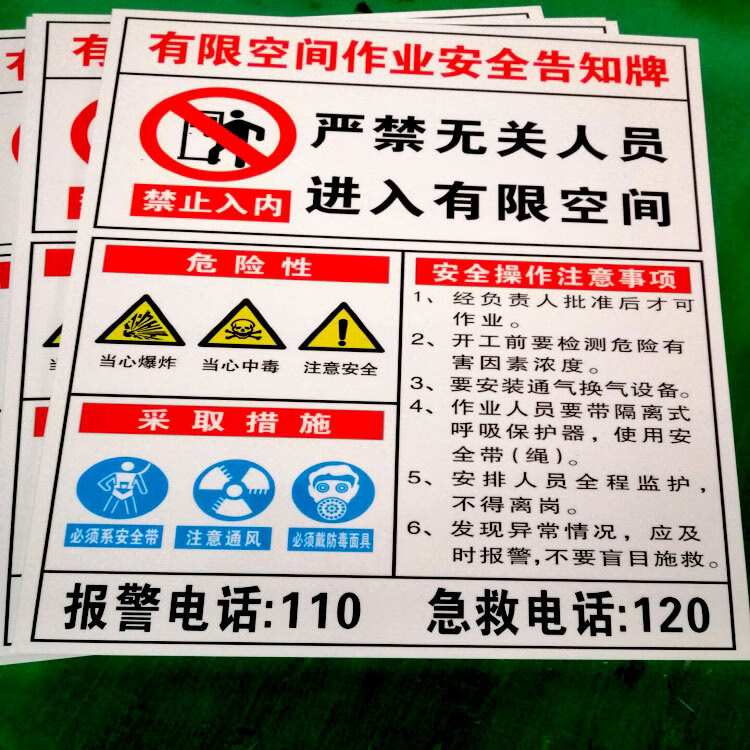 有限空间作业安全告知牌
严禁无关人员
进入有限空间
禁止入内
危险性
当心爆炸 当心中毒 注意安全
采取措施
必须系安全带 注意通风 必须戴防毒面具
安全操作注意事项
1、经负责人批准后才可
作业。
2、开工前要检测危险有
害因素浓度。
3、要安装通气换气设备。
4、作业人员要带隔离式
呼吸保护器，使用安
全带(绳)。
5、安排人员全程监护，
不得离岗。
6、发现异常情况，应及
时报警,不要盲目施救。
报警电话:110 急救电话:120
有
有